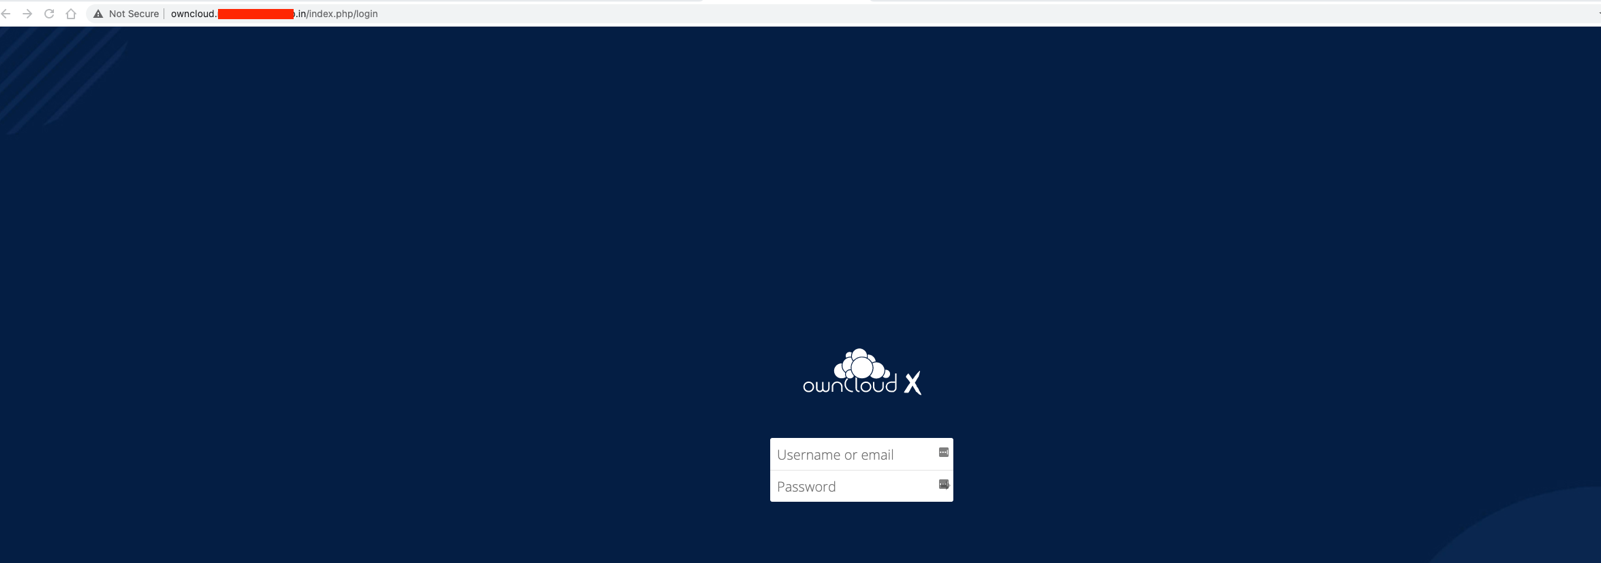 Not Secure | owncloud. .in/index.php/login
ownCloud X
Username or email
Password